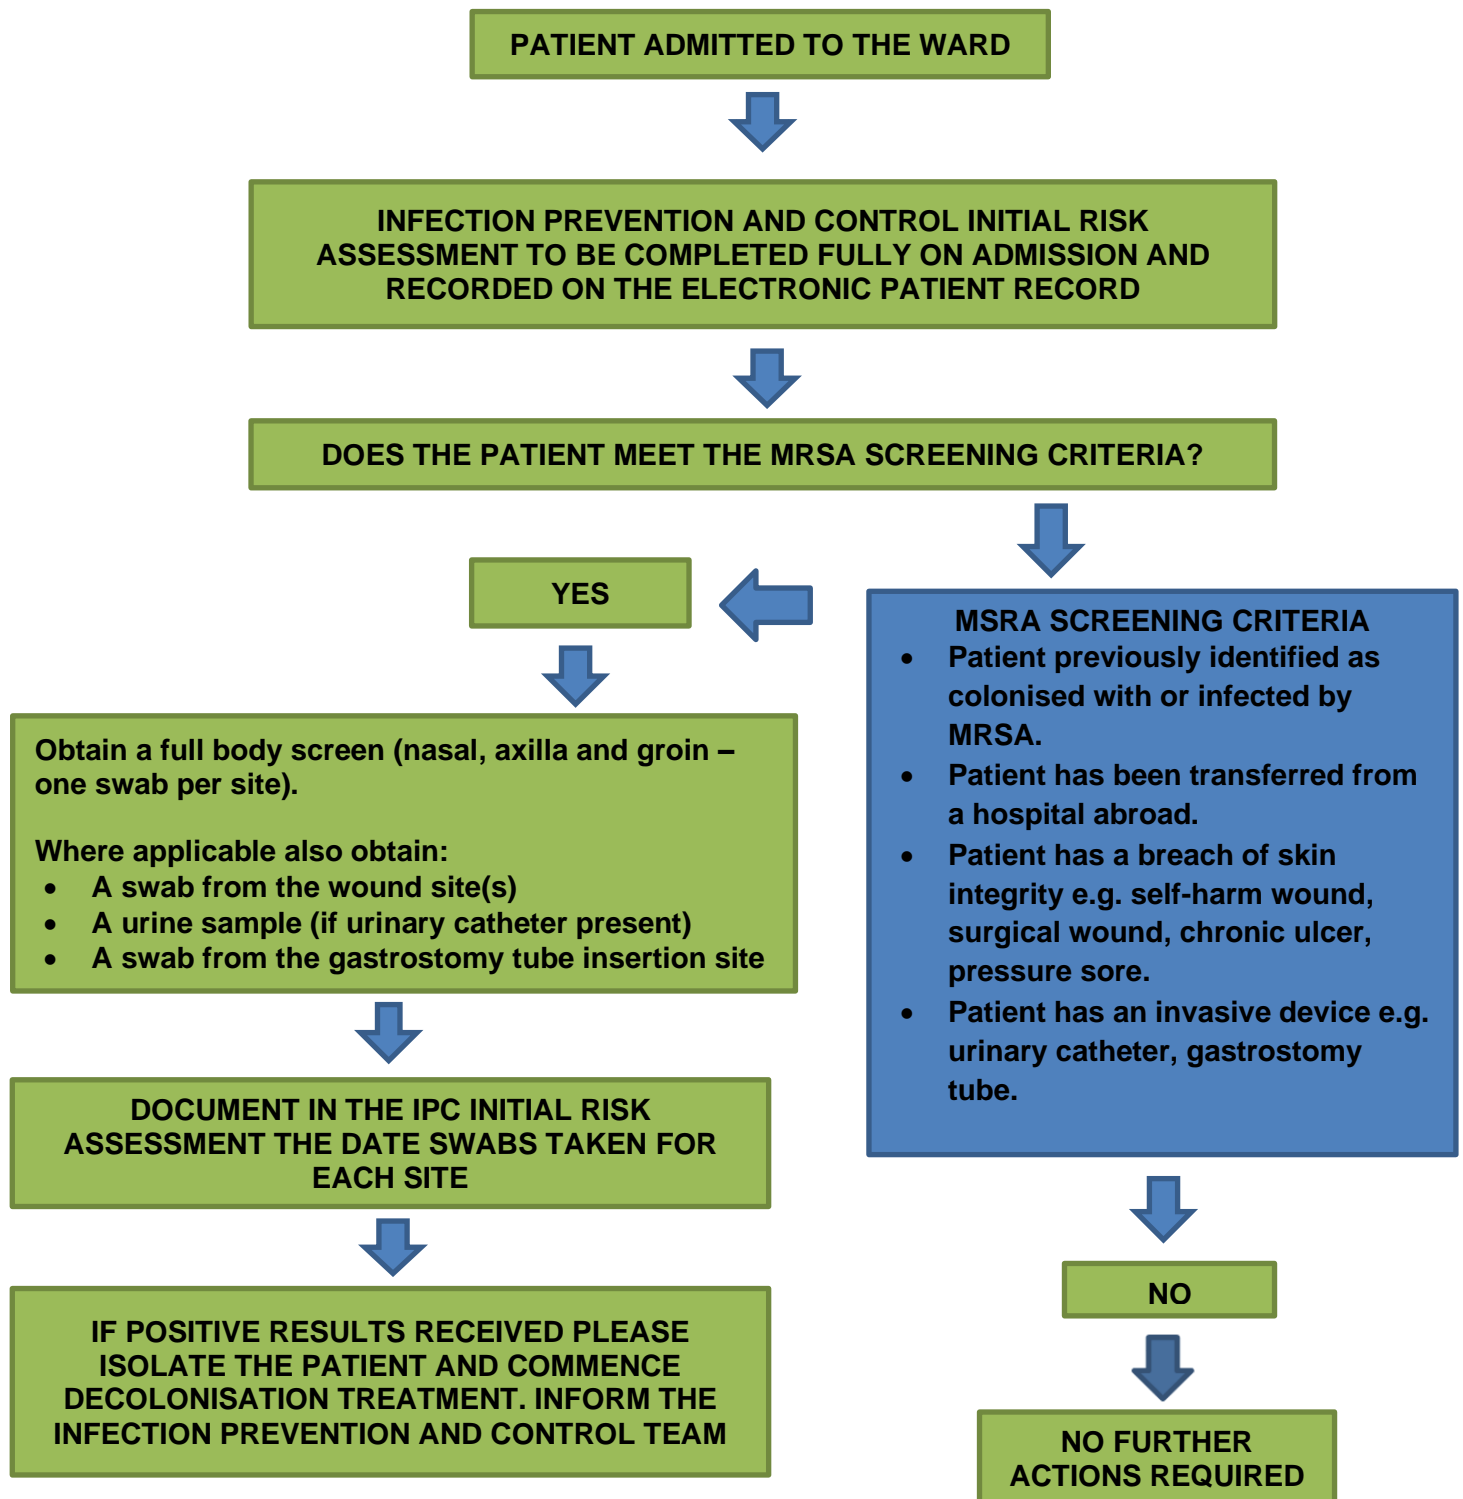 PATIENT ADMITTED TO THE WARD
INFECTION PREVENTION AND CONTROL INITIAL RISK
ASSESSMENT TO BE COMPLETED FULLY ON ADMISSION AND
RECORDED ON THE ELECTRONIC PATIENT RECORD
DOES THE PATIENT MEET THE MRSA SCREENING CRITERIA?
YES
Obtain a full body screen (nasal, axilla and groin –
one swab per site).
Where applicable also obtain:
• A swab from the wound site(s)
• A urine sample (if urinary catheter present)
• A swab from the gastrostomy tube insertion site
DOCUMENT IN THE IPC INITIAL RISK
ASSESSMENT THE DATE SWABS TAKEN FOR
EACH SITE
IF POSITIVE RESULTS RECEIVED PLEASE
ISOLATE THE PATIENT AND COMMENCE
DECOLONISATION TREATMENT. INFORM THE
INFECTION PREVENTION AND CONTROL TEAM
MSRA SCREENING CRITERIA
• Patient previously identified as
colonised with or infected by
MRSA.
• Patient has been transferred from
a hospital abroad.
• Patient has a breach of skin
integrity e.g. self-harm wound,
surgical wound, chronic ulcer,
pressure sore.
• Patient has an invasive device e.g.
urinary catheter, gastrostomy
tube.
NO
NO FURTHER
ACTIONS REQUIRED